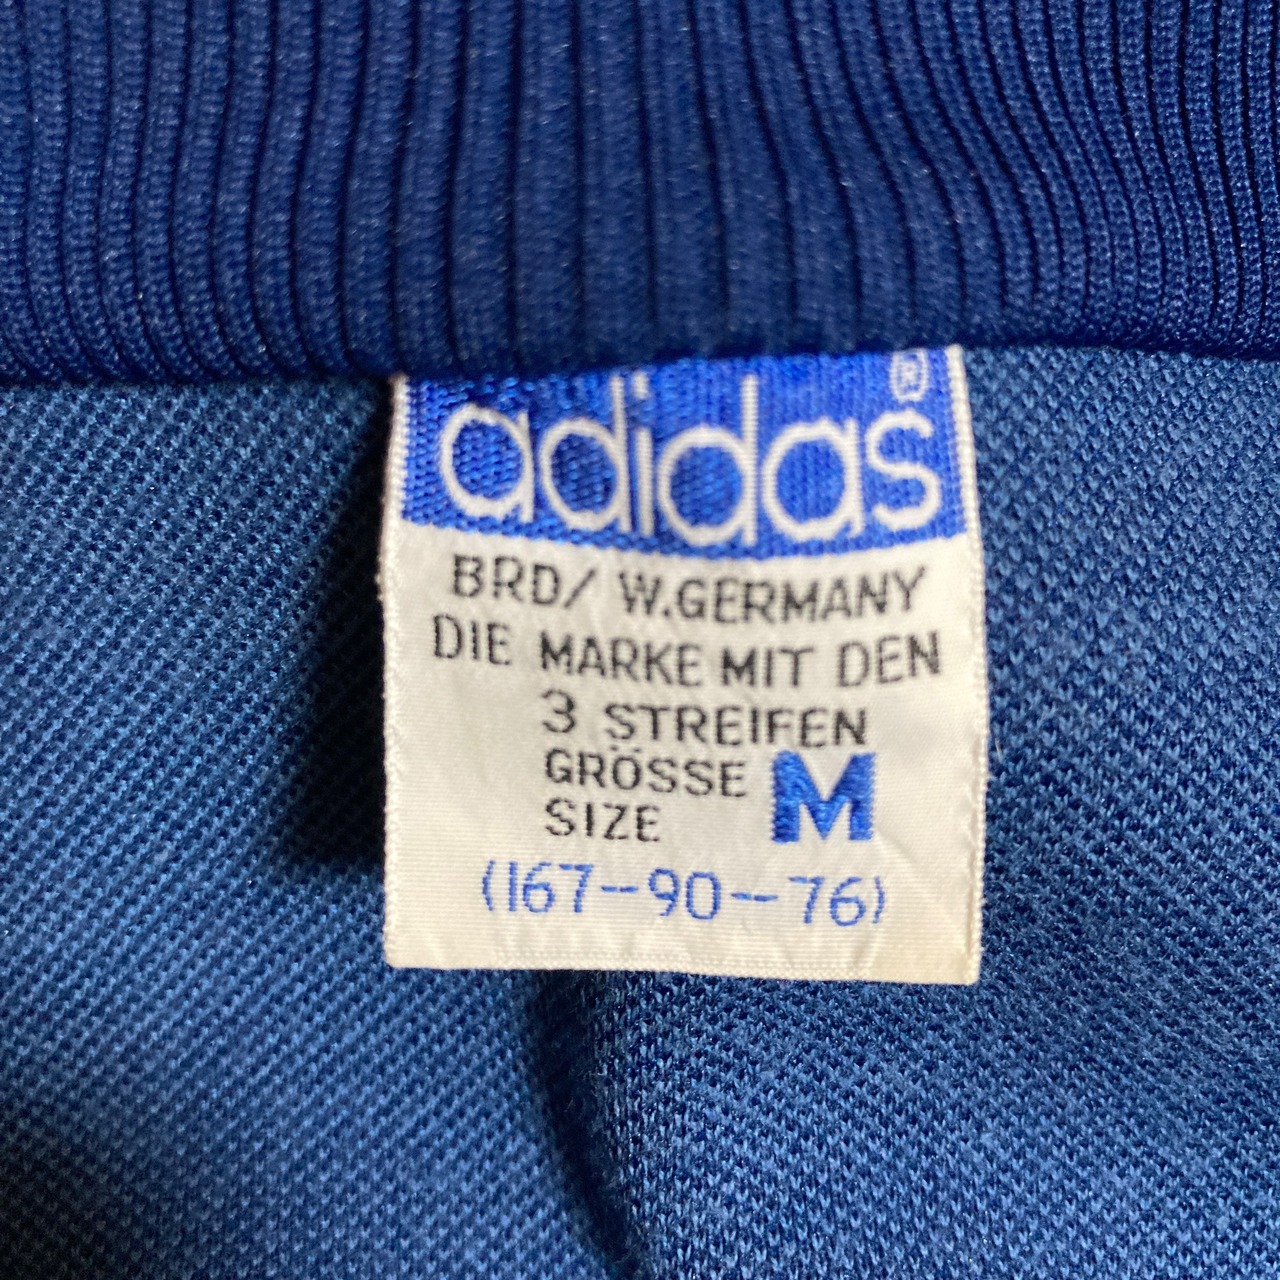 adidas®
BRD/ W.GERMANY
DIE MARKE MIT DEN
3 STREIFEN
GRÖSSE M
SIZE
(167--90--76)